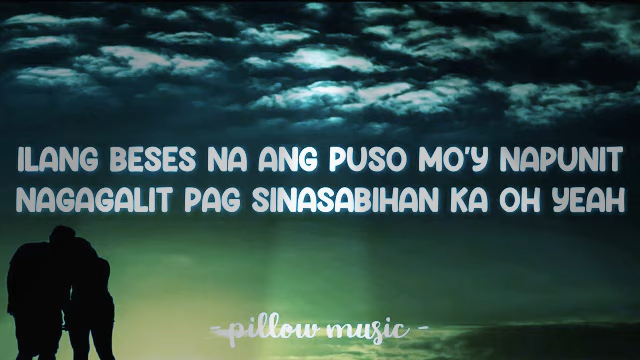 ILANG BESES NA ANG PUSO MO'Y NAPUNIT
NAGAGALIT PAG SINASABIHAN KA OH YEAH
- pillow music -